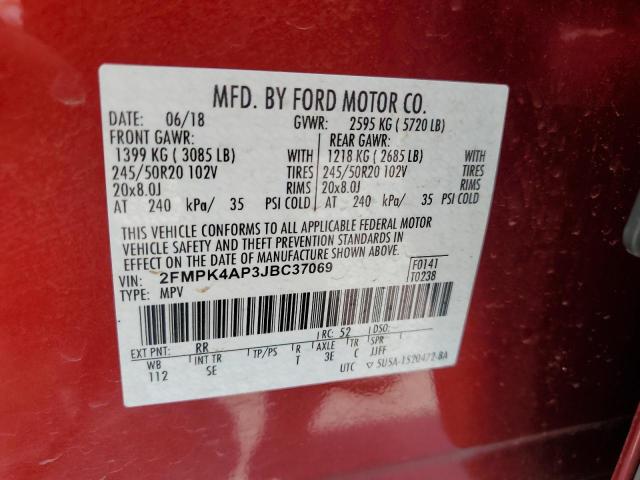 MFD. BY FORD MOTOR CO.
DATE: 06/18 GVWR: 2595 KG (5720 LB)
FRONT GAWR: REAR GAWR:
1399 KG (3085 LB) WITH 1218 KG (2685 LB) WITH
245/50R20 102V TIRES 245/50R20 102V TIRES
20x8.0J RIMS 20x8.0J RIMS
AT 240 kPa/ 35 PSI COLD AT 240 kPa/ 35 PSI COLD
THIS VEHICLE CONFORMS TO ALL APPLICABLE FEDERAL MOTOR
VEHICLE SAFETY AND THEFT PREVENTION STANDARDS IN
EFFECT ON THE DATE OF MANUFACTURE SHOWN ABOVE.
VIN: 2FMPK4AP3JBC37069 F0141
TYPE: MPV T0238
EXT PNT: RR RC: 52 DSO:
WB INT TR TP/PS R AXLE TR SPR
112 SE T 3E C JJFF
UTC ▽ 5U5A-1520472-BA